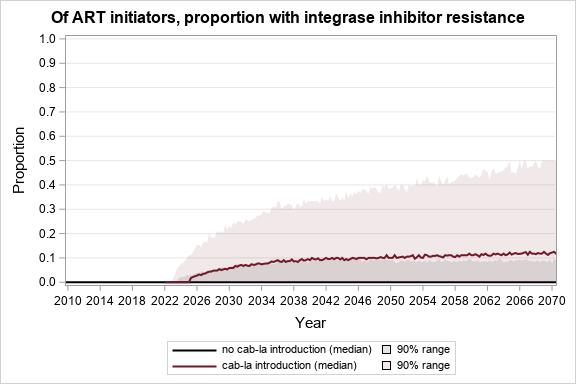 Of ART initiators, proportion with integrase inhibitor resistance
1.0
0.9
0.8
0.7
0.6
0.5
0.4
0.3
0.2
0.1
0.0
Proportion
2010 2014 2018 2022 2026 2030 2034 2038 2042 2046 2050 2054 2058 2062 2066 2070
Year
no cab-la introduction (median) 90% range
cab-la introduction (median) 90% range